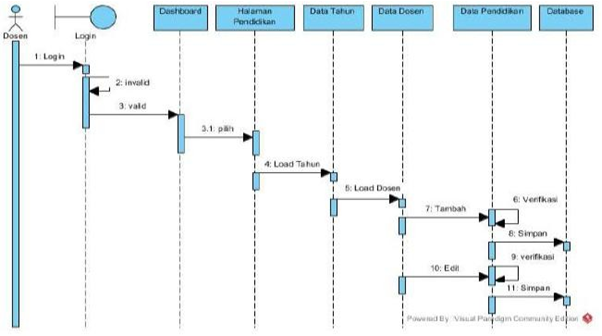 Dosen
Login
Dashboard
Halaman
Pendidikan
Data Tahun
Data Dosen
Data Pendidikan
Database
1: Login
2: invalid
3: valid
3.1: pilih
4: Load Tahun
5: Load Dosen
6: Verifikasi
7: Tambah
8: Simpan
9: verifikasi
10: Edit
11: Simpan
Powered By Visual Paradigm Community Edition